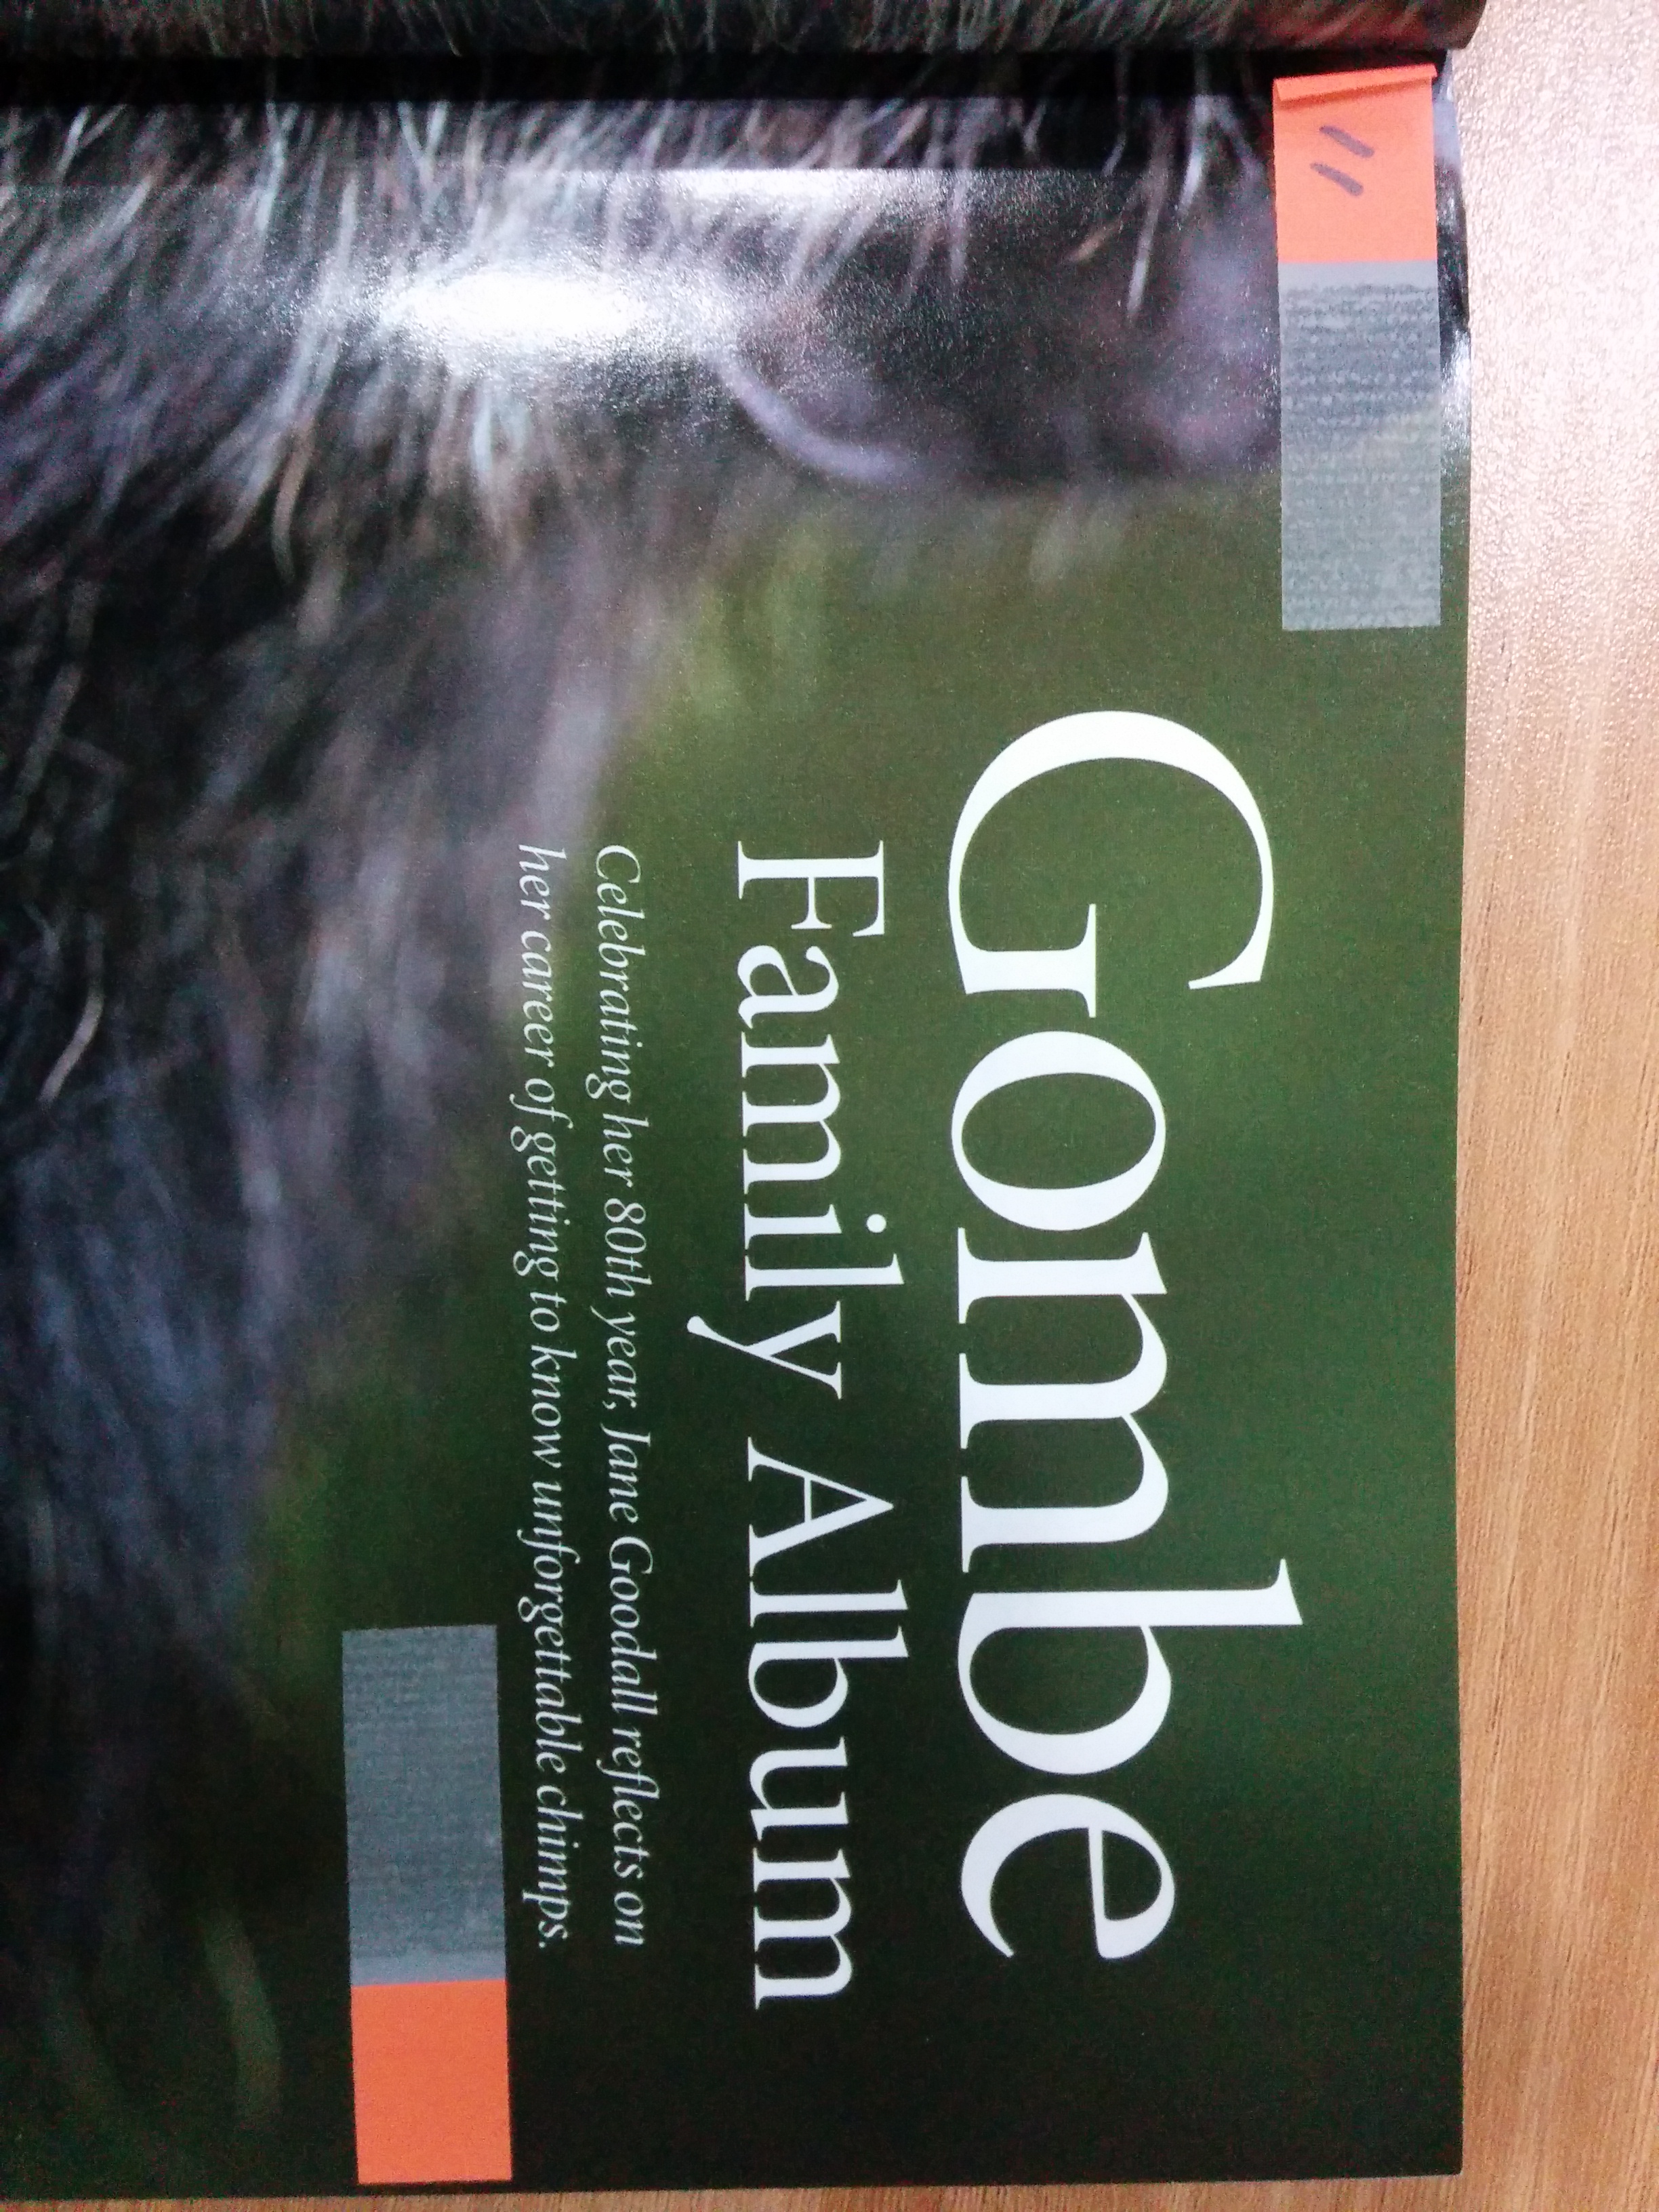 Gombe
Family Album
Celebrating her 80th year, Jane Goodall reflects on
her career of getting to know unforgettable chimps.